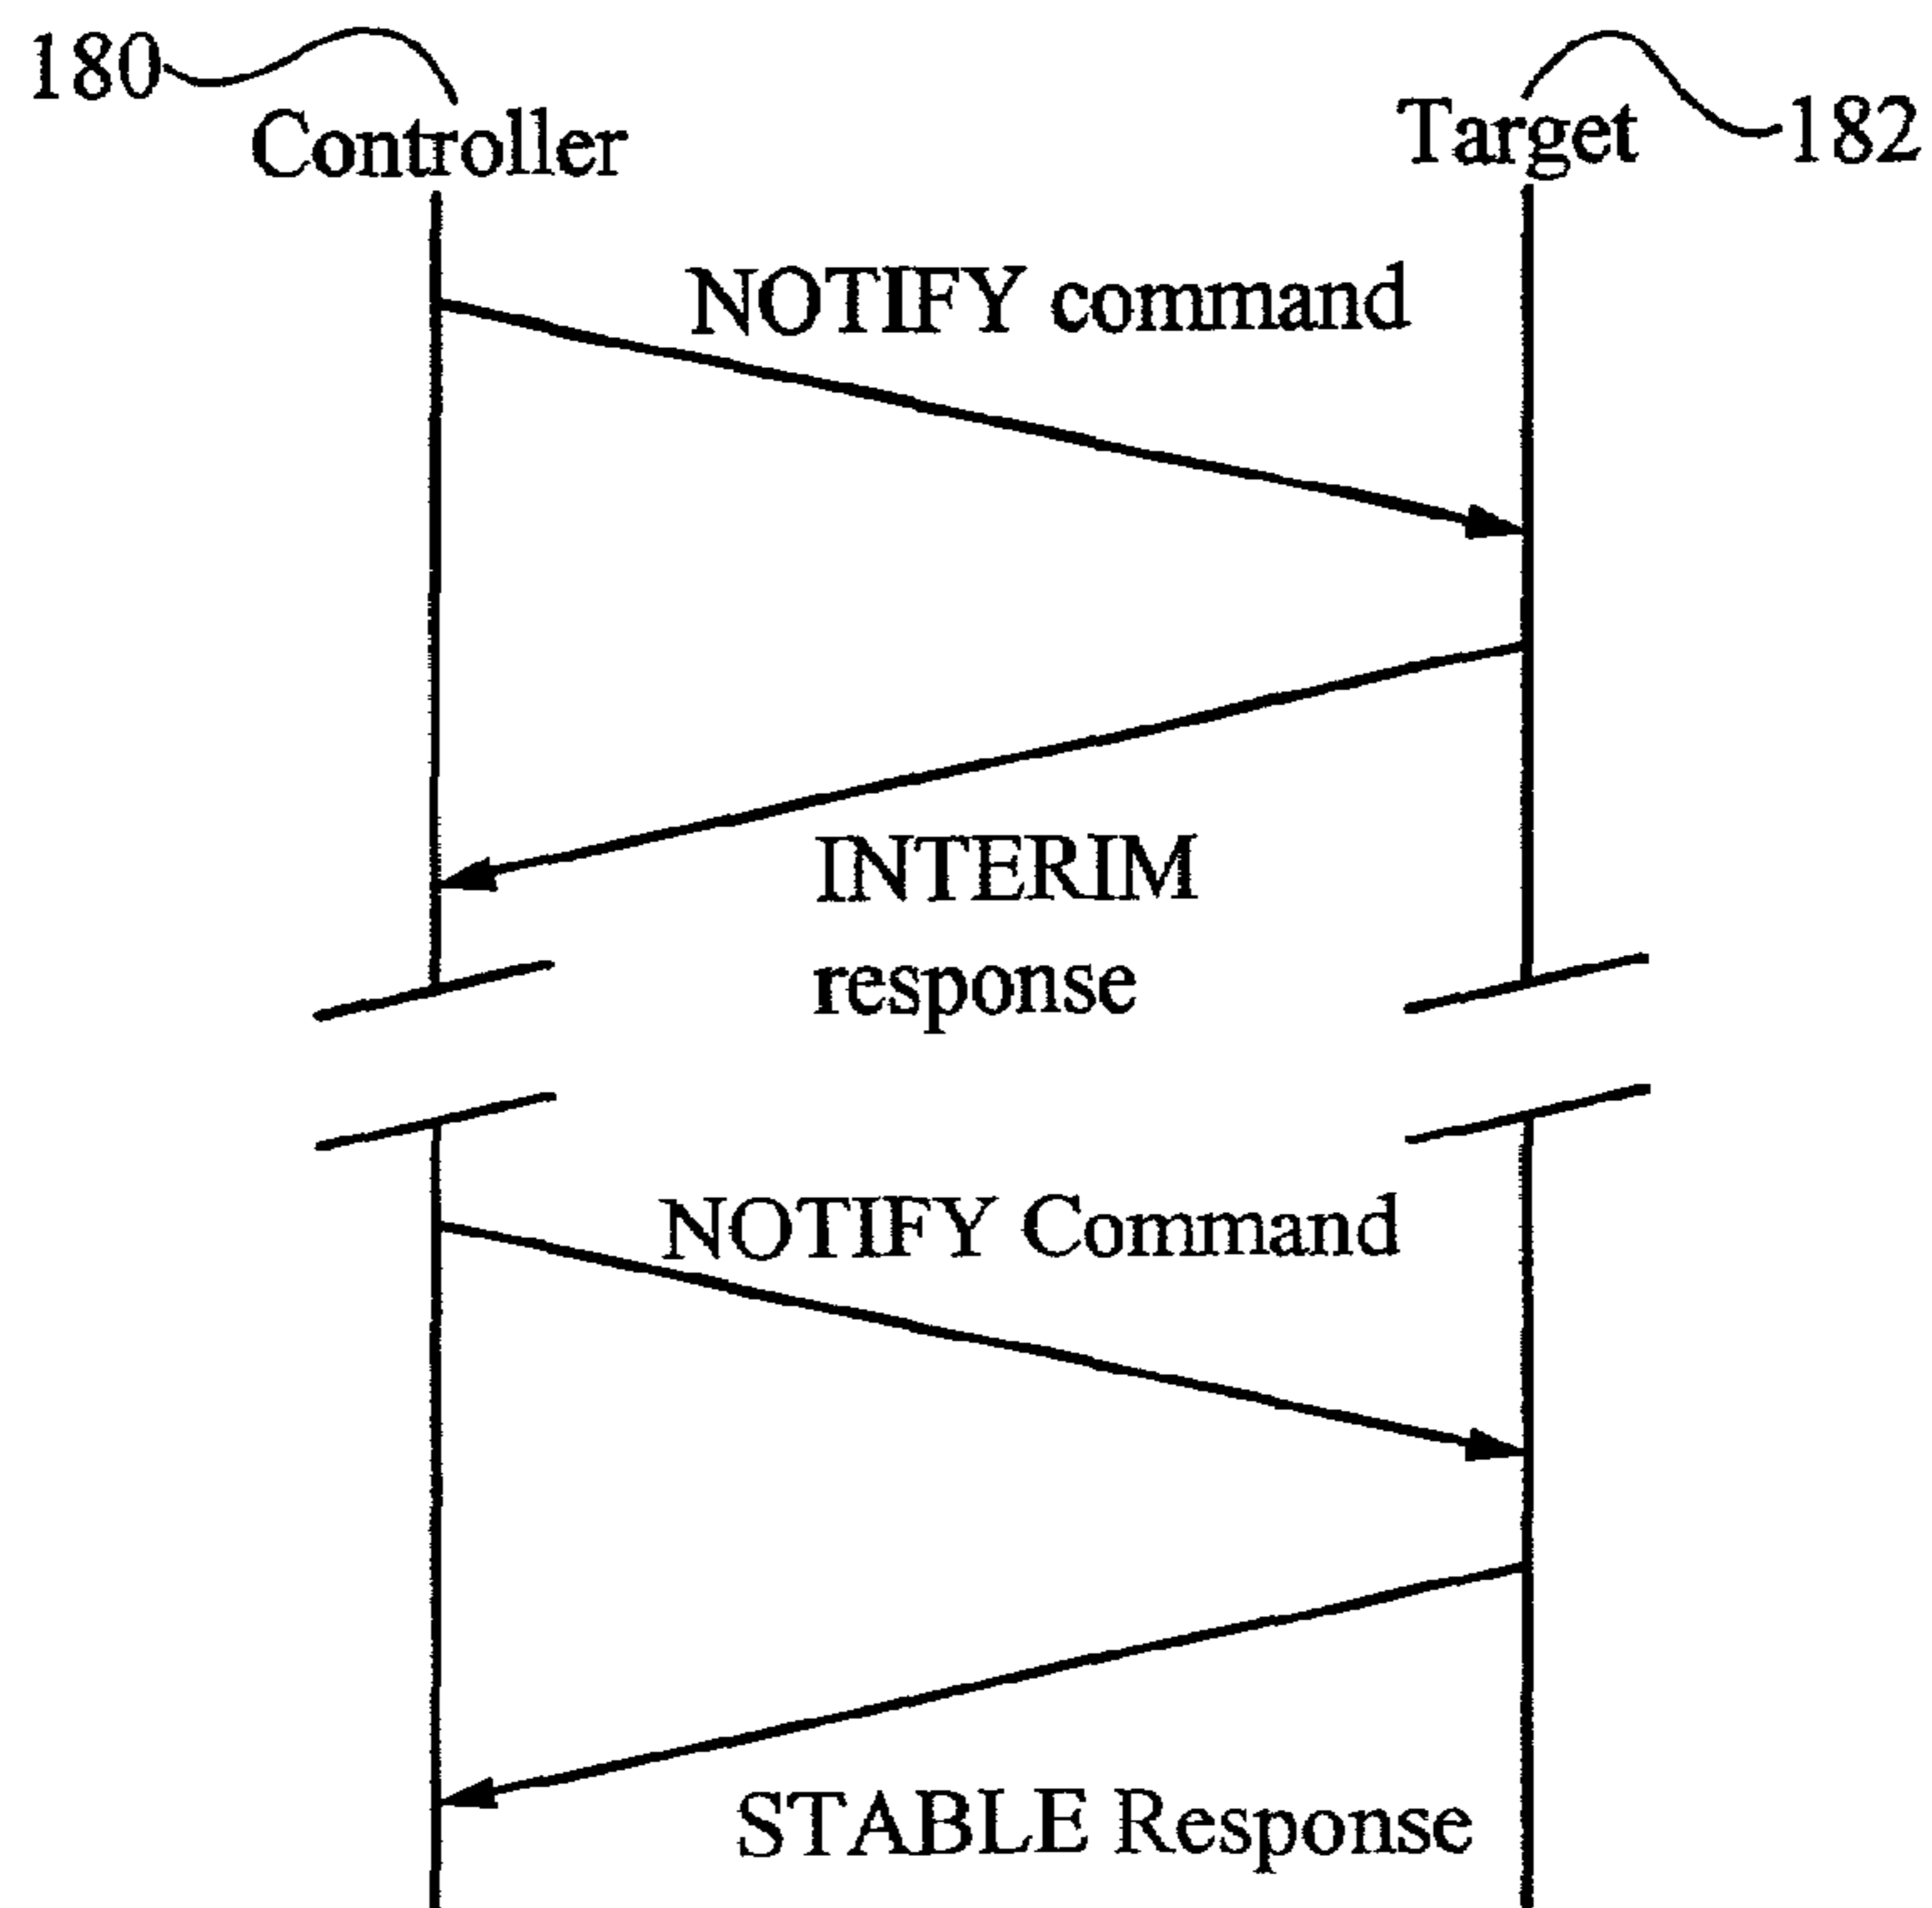 180
Controller
Target
182
NOTIFY command
INTERIM
response
NOTIFY Command
STABLE Response